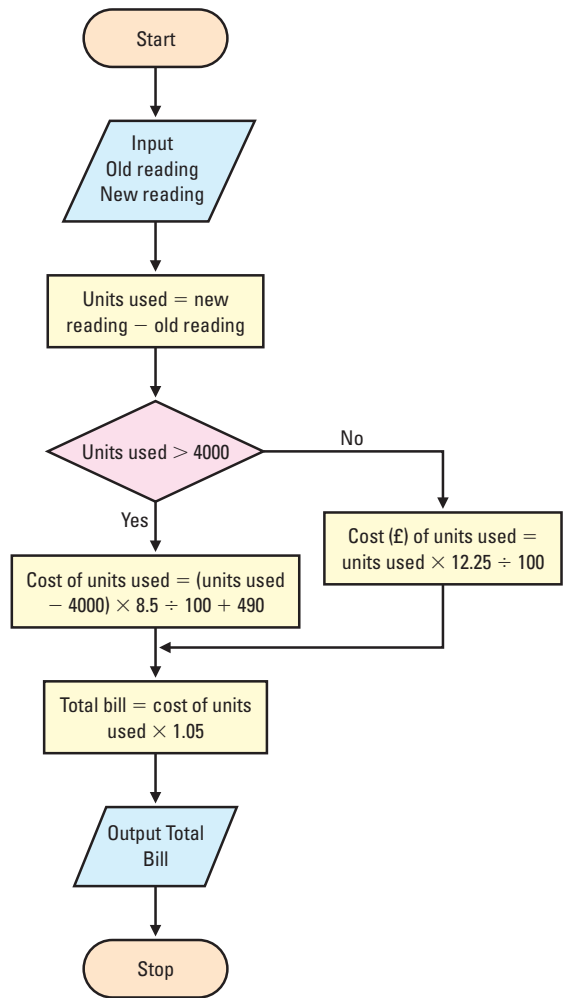 Start
Input
Old reading
New reading
Units used = new
reading − old reading
Units used > 4000
No
Yes
Cost (£) of units used =
units used × 12.25 ÷ 100
Cost of units used = (units used
− 4000) × 8.5 ÷ 100 + 490
Total bill = cost of units
used × 1.05
Output Total
Bill
Stop